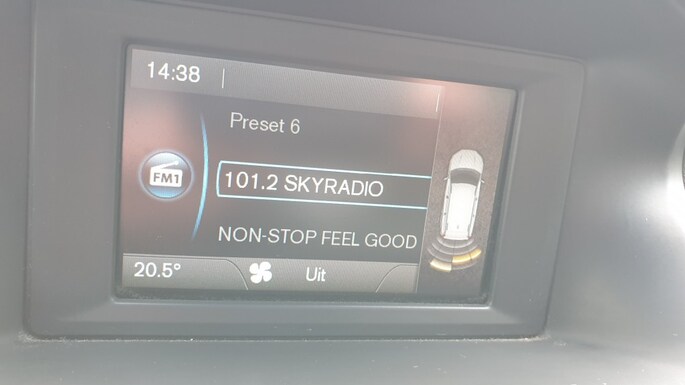 14:38
Preset 6
FM1
101.2 SKYRADIO
NON-STOP FEEL GOOD
20.5°
Uit